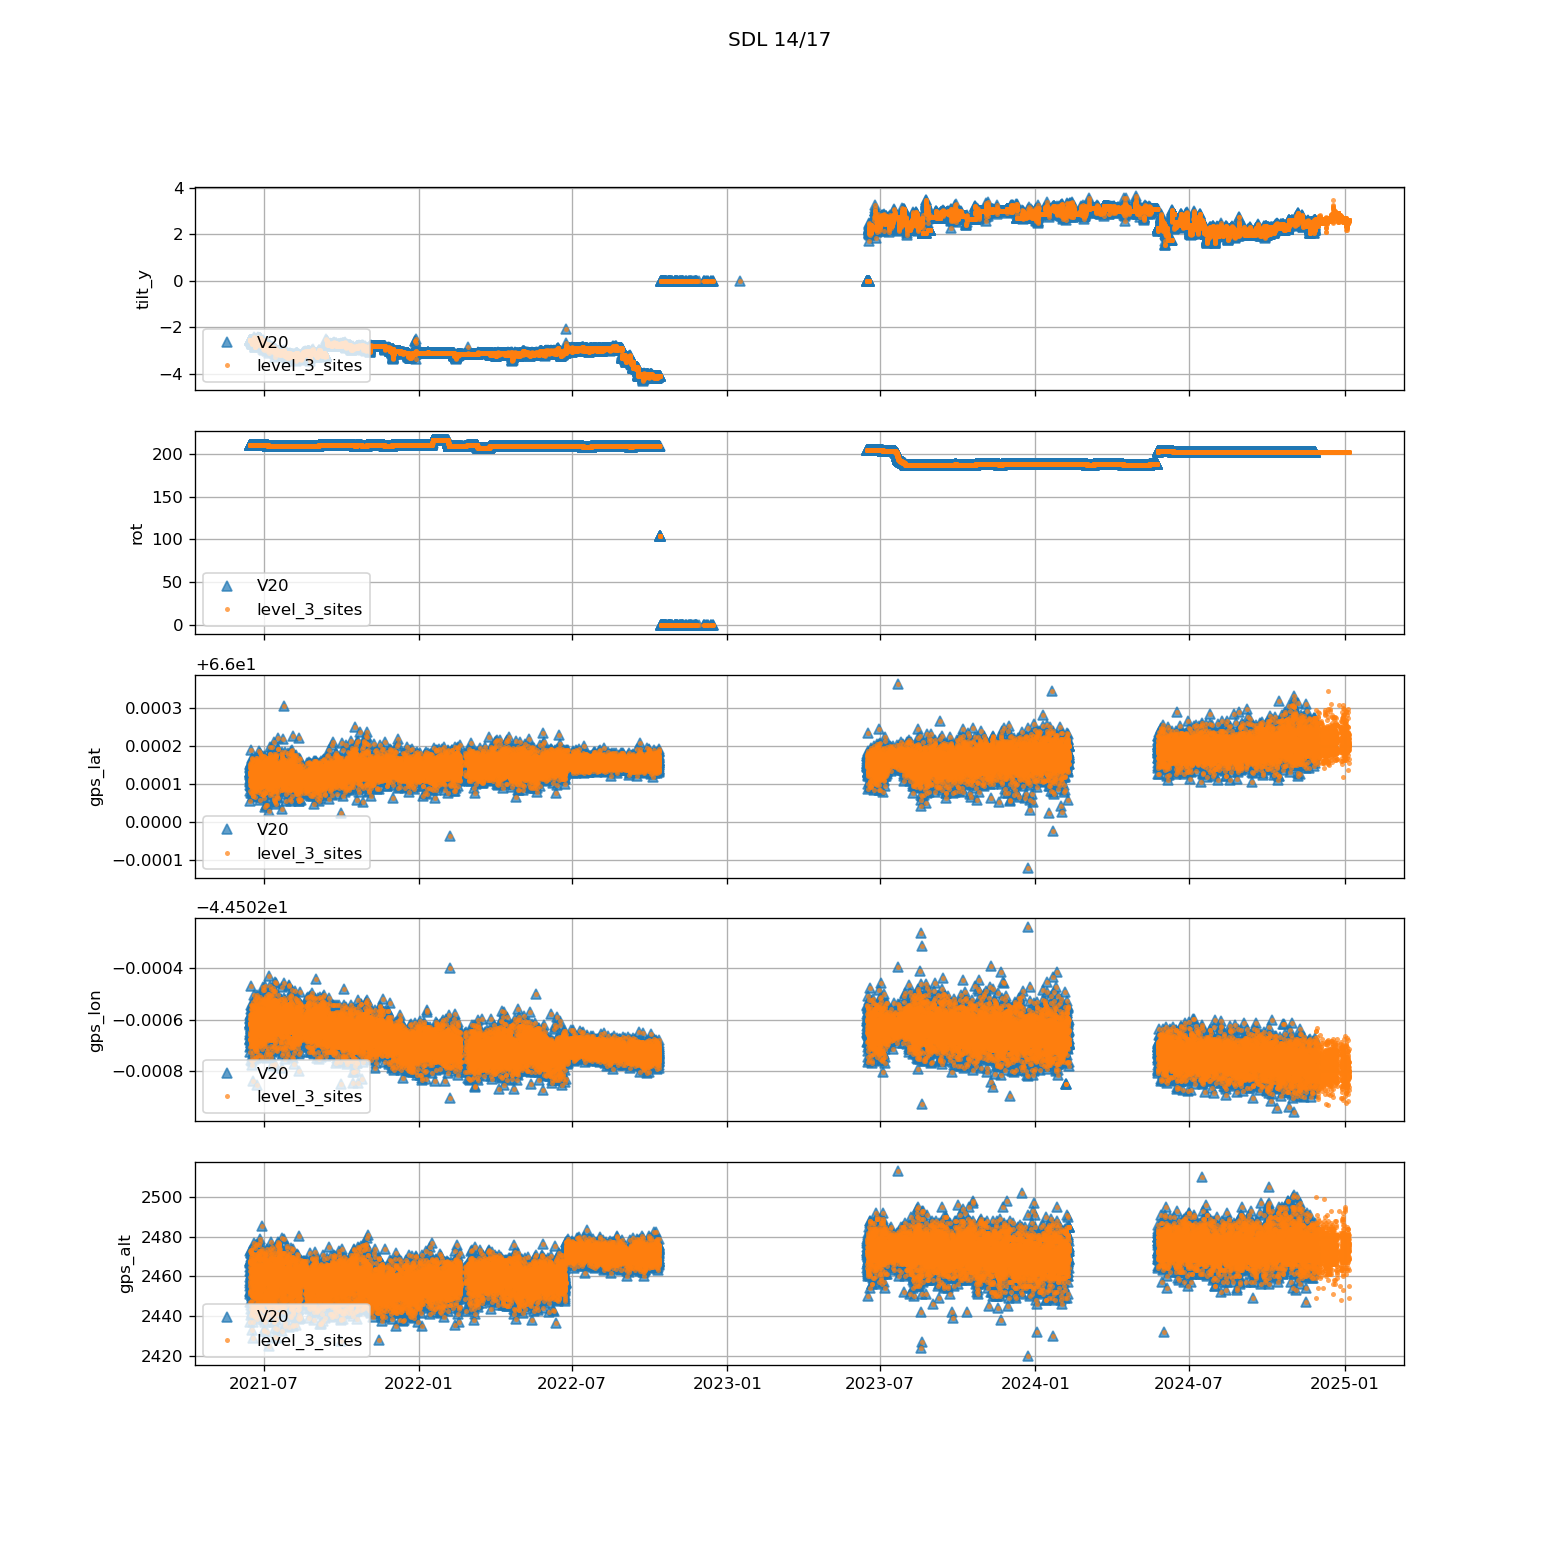 SDL 14/17
4
2
0
−2
−4
tilt_y
V20
level_3_sites
200
150
100
50
0
rot
V20
level_3_sites
+6.6e1
0.0003
0.0002
0.0001
0.0000
−0.0001
gps_lat
V20
level_3_sites
−4.4502e1
−0.0004
−0.0006
−0.0008
gps_lon
V20
level_3_sites
2500
2480
2460
2440
2420
gps_alt
V20
level_3_sites
2021-07 2022-01 2022-07 2023-01 2023-07 2024-01 2024-07 2025-01